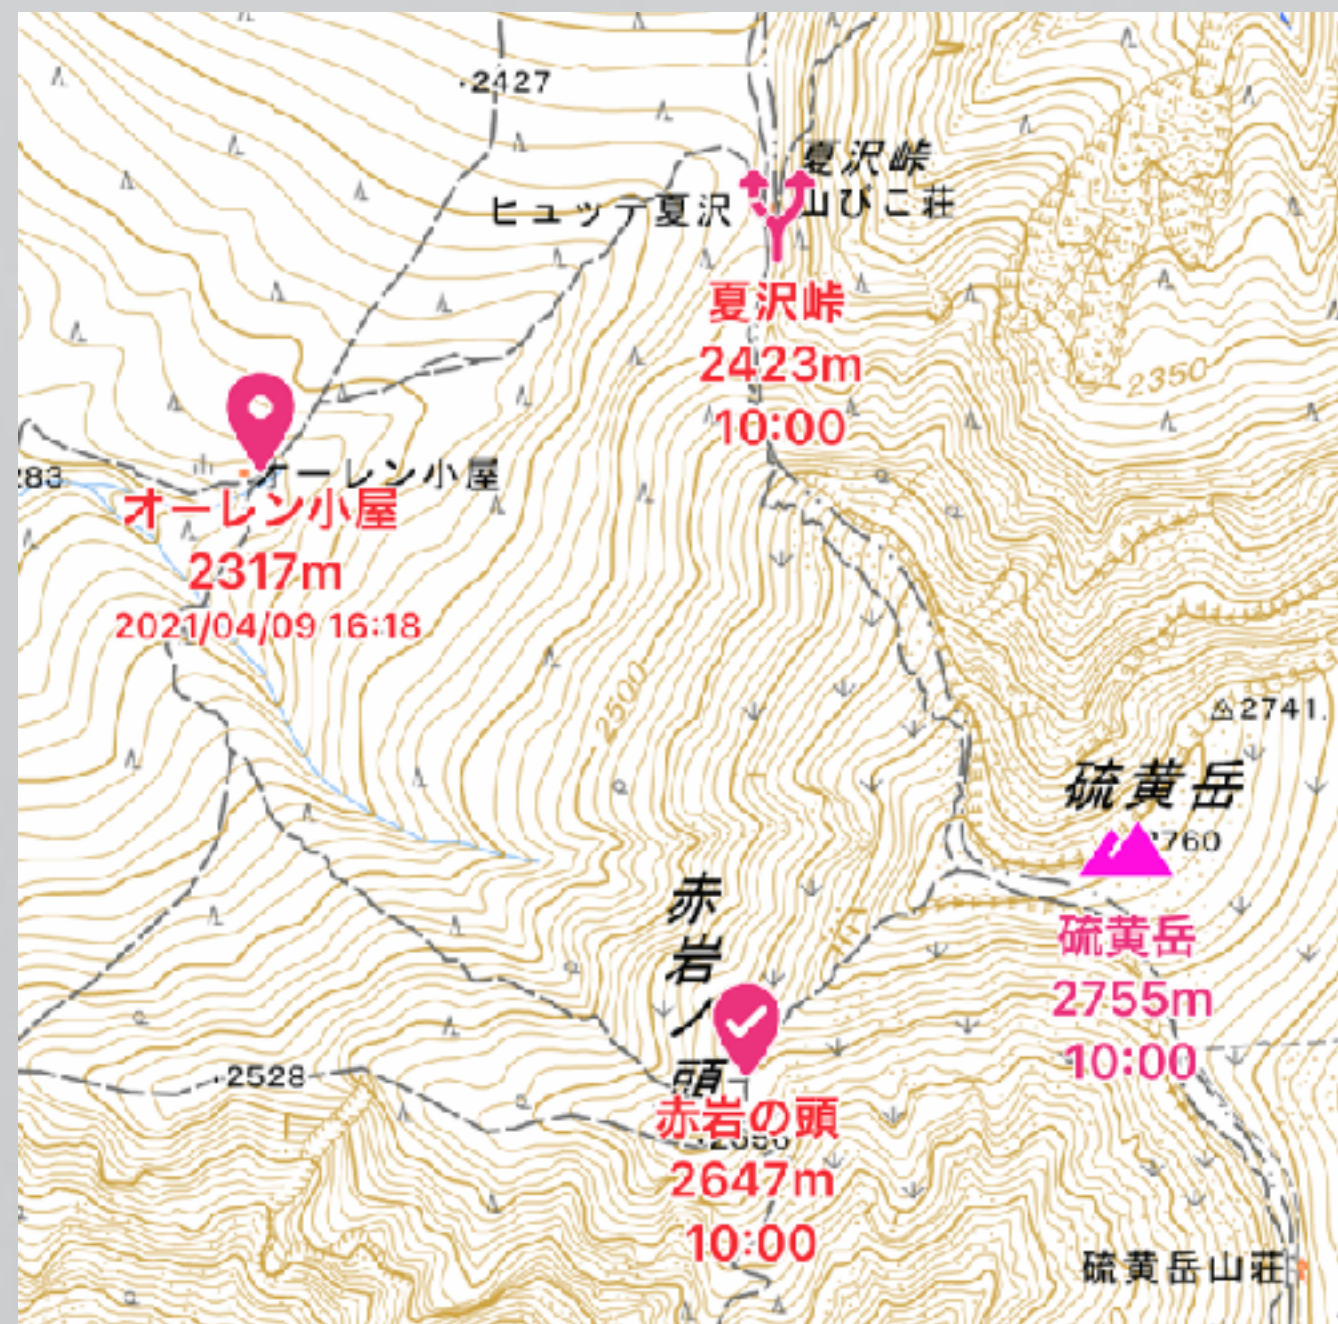 2427
夏沢峠
ヒュッテ夏沢
山びこ荘
夏沢峠
2423m
10:00
2350
283
オーレン小屋
オーレン小屋
2317m
2021/04/09 16:18
2500
2741.
硫黄岳
2760
硫黄岳
2755m
10:00
赤岩ノ頭
2528
赤岩の頭
2647m
10:00
硫黄岳山荘